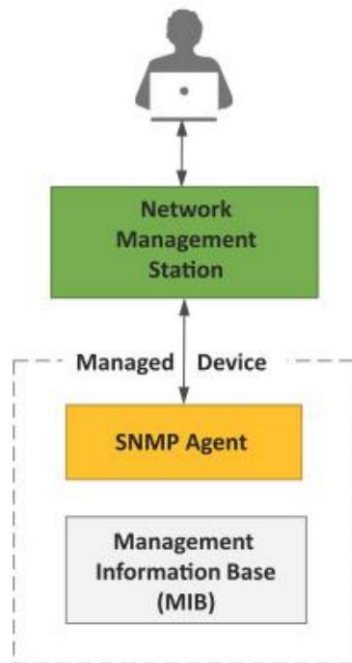 Network
Management
Station
Managed Device
SNMP Agent
Management
Information Base
(MIB)